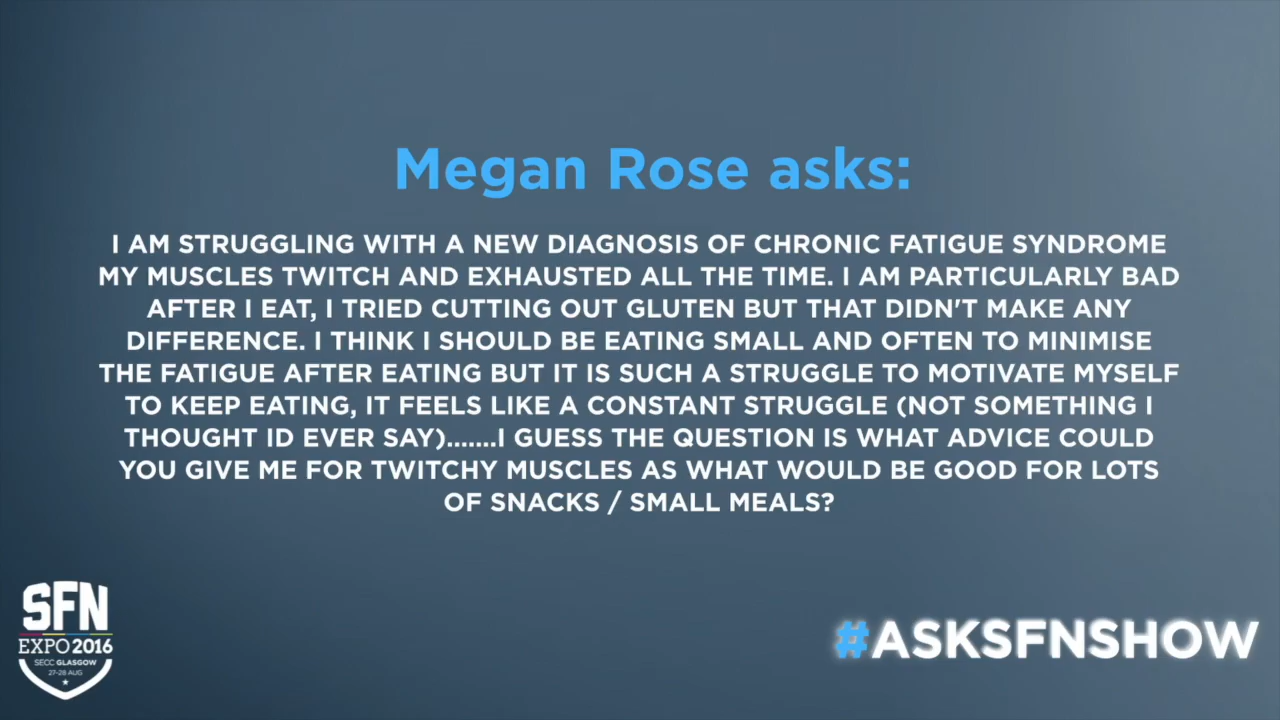 Megan Rose asks:
I AM STRUGGLING WITH A NEW DIAGNOSIS OF CHRONIC FATIGUE SYNDROME
MY MUSCLES TWITCH AND EXHAUSTED ALL THE TIME. I AM PARTICULARLY BAD
AFTER I EAT, I TRIED CUTTING OUT GLUTEN BUT THAT DIDN'T MAKE ANY
DIFFERENCE. I THINK I SHOULD BE EATING SMALL AND OFTEN TO MINIMISE
THE FATIGUE AFTER EATING BUT IT IS SUCH A STRUGGLE TO MOTIVATE MYSELF
TO KEEP EATING, IT FEELS LIKE A CONSTANT STRUGGLE (NOT SOMETHING I
THOUGHT ID EVER SAY).......I GUESS THE QUESTION IS WHAT ADVICE COULD
YOU GIVE ME FOR TWITCHY MUSCLES AS WHAT WOULD BE GOOD FOR LOTS
OF SNACKS / SMALL MEALS?
SFN
EXPO 2016
SECC GLASGOW
27-28 AUG
#ASKSFNSHOW